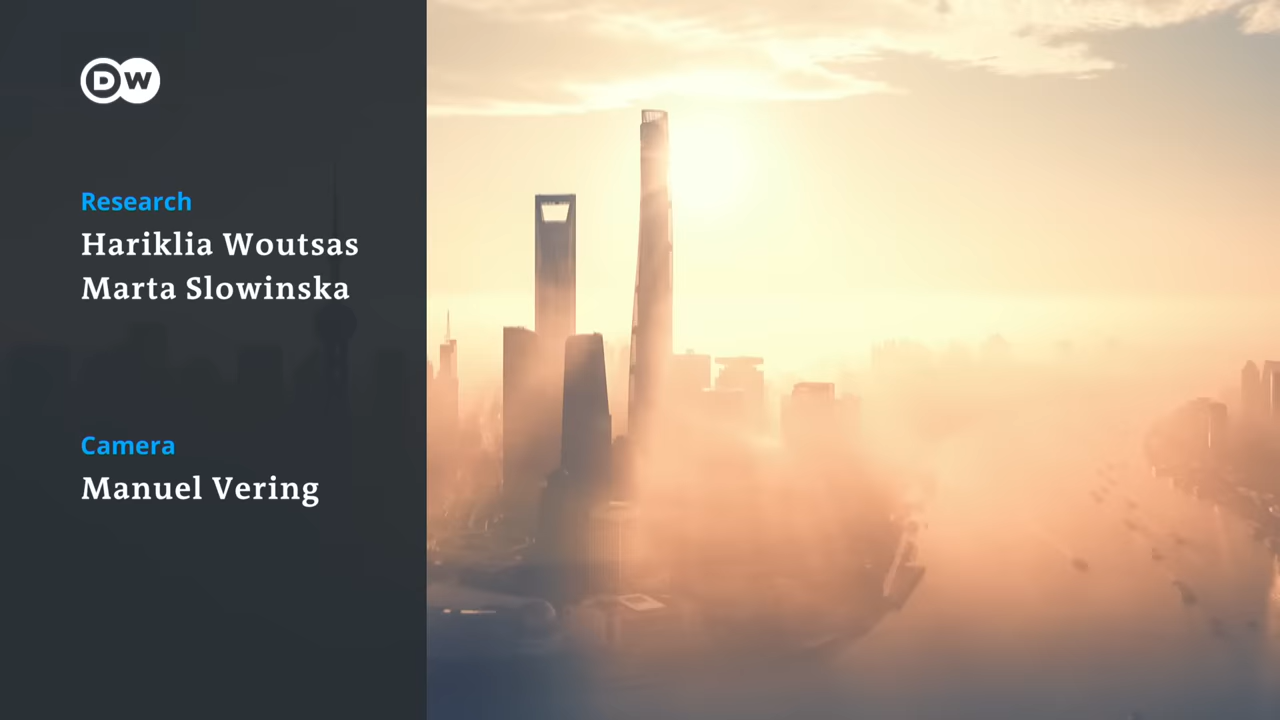 DW
Research
Hariklia Woutsas
Marta Slowinska
Camera
Manuel Vering